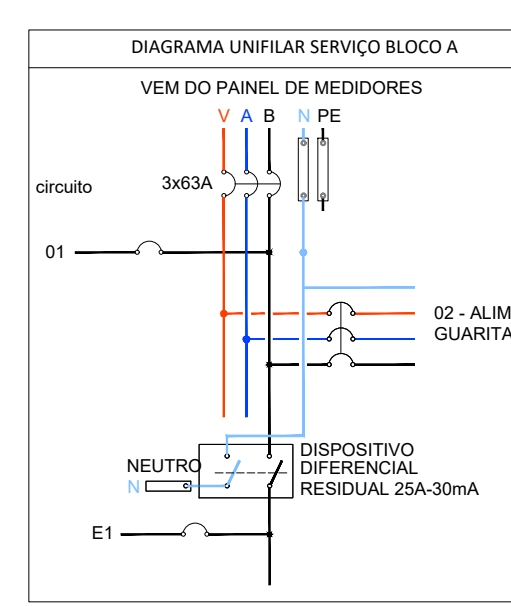 DIAGRAMA UNIFILAR SERVIÇO BLOCO A
VEM DO PAINEL DE MEDIDORES
V A B N PE
circuito
3x63A
01
02 - ALIM
GUARITA
DISPOSITIVO
DIFERENCIAL
RESIDUAL 25A-30mA
NEUTRO
N
E1